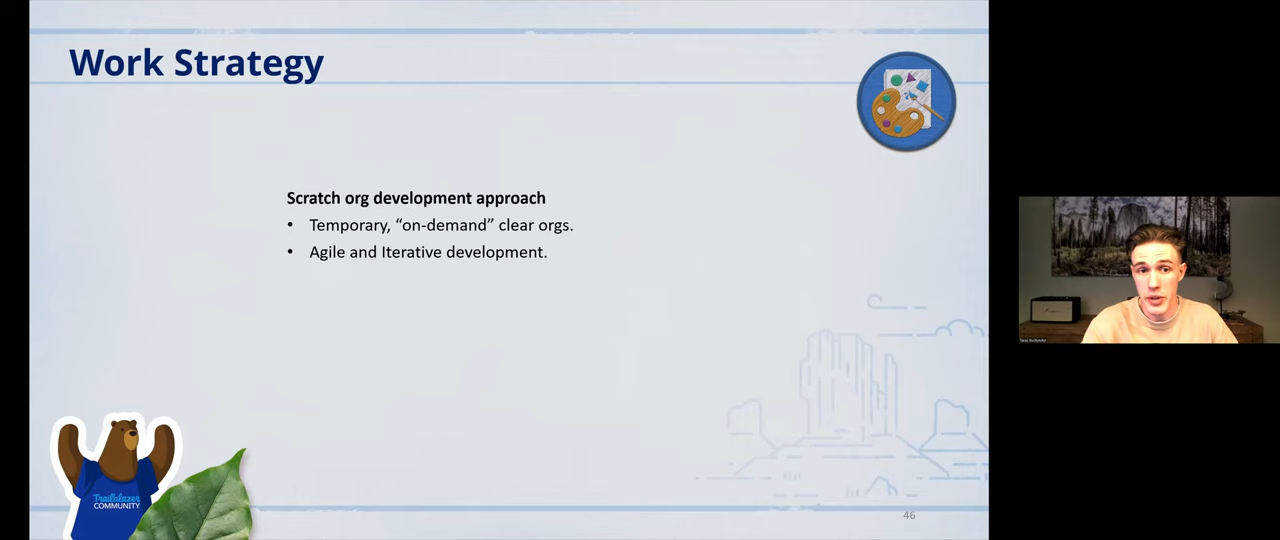 Work Strategy
Scratch org development approach
• Temporary, “on-demand” clear orgs.
• Agile and Iterative development.
Trailblazer
COMMUNITY
46